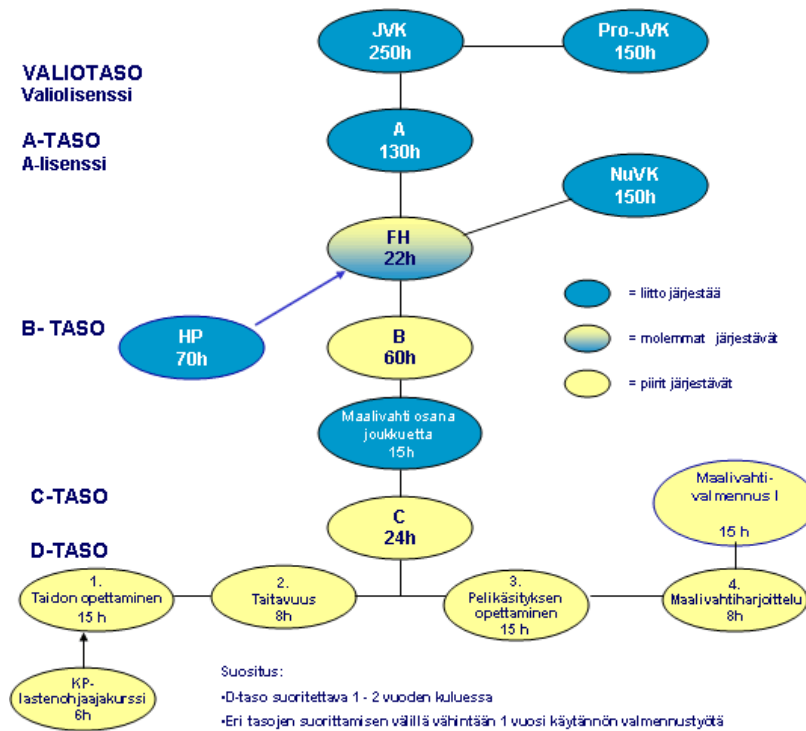 JVK
250h
Pro-JVK
150h
VALIOTASO
Valiolisenssi
A-TASO
A-lisenssi
A
130h
NuVK
150h
FH
22h
= liitto järjestää
B- TASO
HP
70h
B
60h
= molemmat järjestävät
= piirit järjestävät
Maalivahti osana
joukkuetta
15h
C-TASO
C
24h
Maalivahti-
valmennus I
15 h
D-TASO
1.
Taidon opettaminen
15 h
2.
Taitavuus
8h
3.
Pelikäsityksen
opettaminen
15 h
4.
Maalivahtiharjoittelu
8h
KP-
lastenohjaajakurssi
6h
Suositus:
•D-taso suoritettava 1 - 2 vuoden kuluessa
•Eri tasojen suorittamisen välillä vähintään 1 vuosi käytännön valmennustyötä